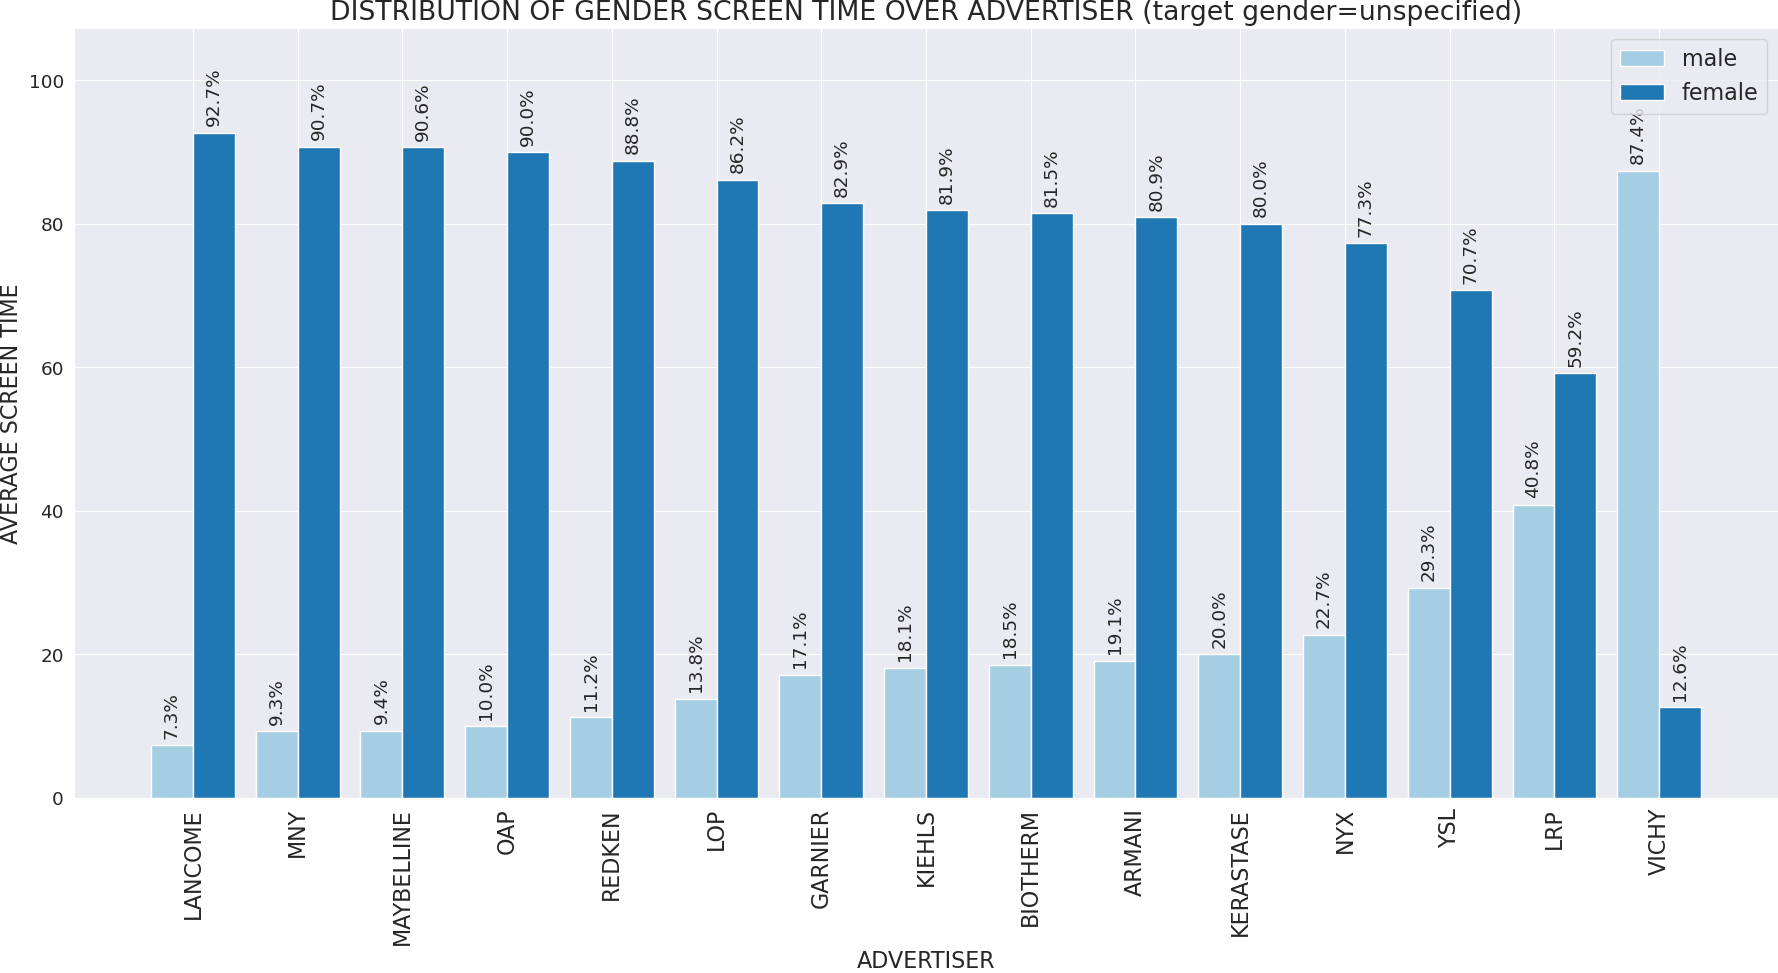 DISTRIBUTION OF GENDER SCREEN TIME OVER ADVERTISER (target gender=unspecified)
male
female
AVERAGE SCREEN TIME
100
80
60
40
20
0
7.3%
92.7%
9.3%
90.7%
9.4%
90.6%
10.0%
90.0%
11.2%
88.8%
13.8%
86.2%
17.1%
82.9%
18.1%
81.9%
18.5%
81.5%
19.1%
80.9%
20.0%
80.0%
22.7%
77.3%
29.3%
70.7%
40.8%
59.2%
87.4%
12.6%
LANCOME
MNY
MAYBELLINE
OAP
REDKEN
LOP
GARNIER
KIEHLS
BIOTHERM
ARMANI
KERASTASE
NYX
YSL
LRP
VICHY
ADVERTISER